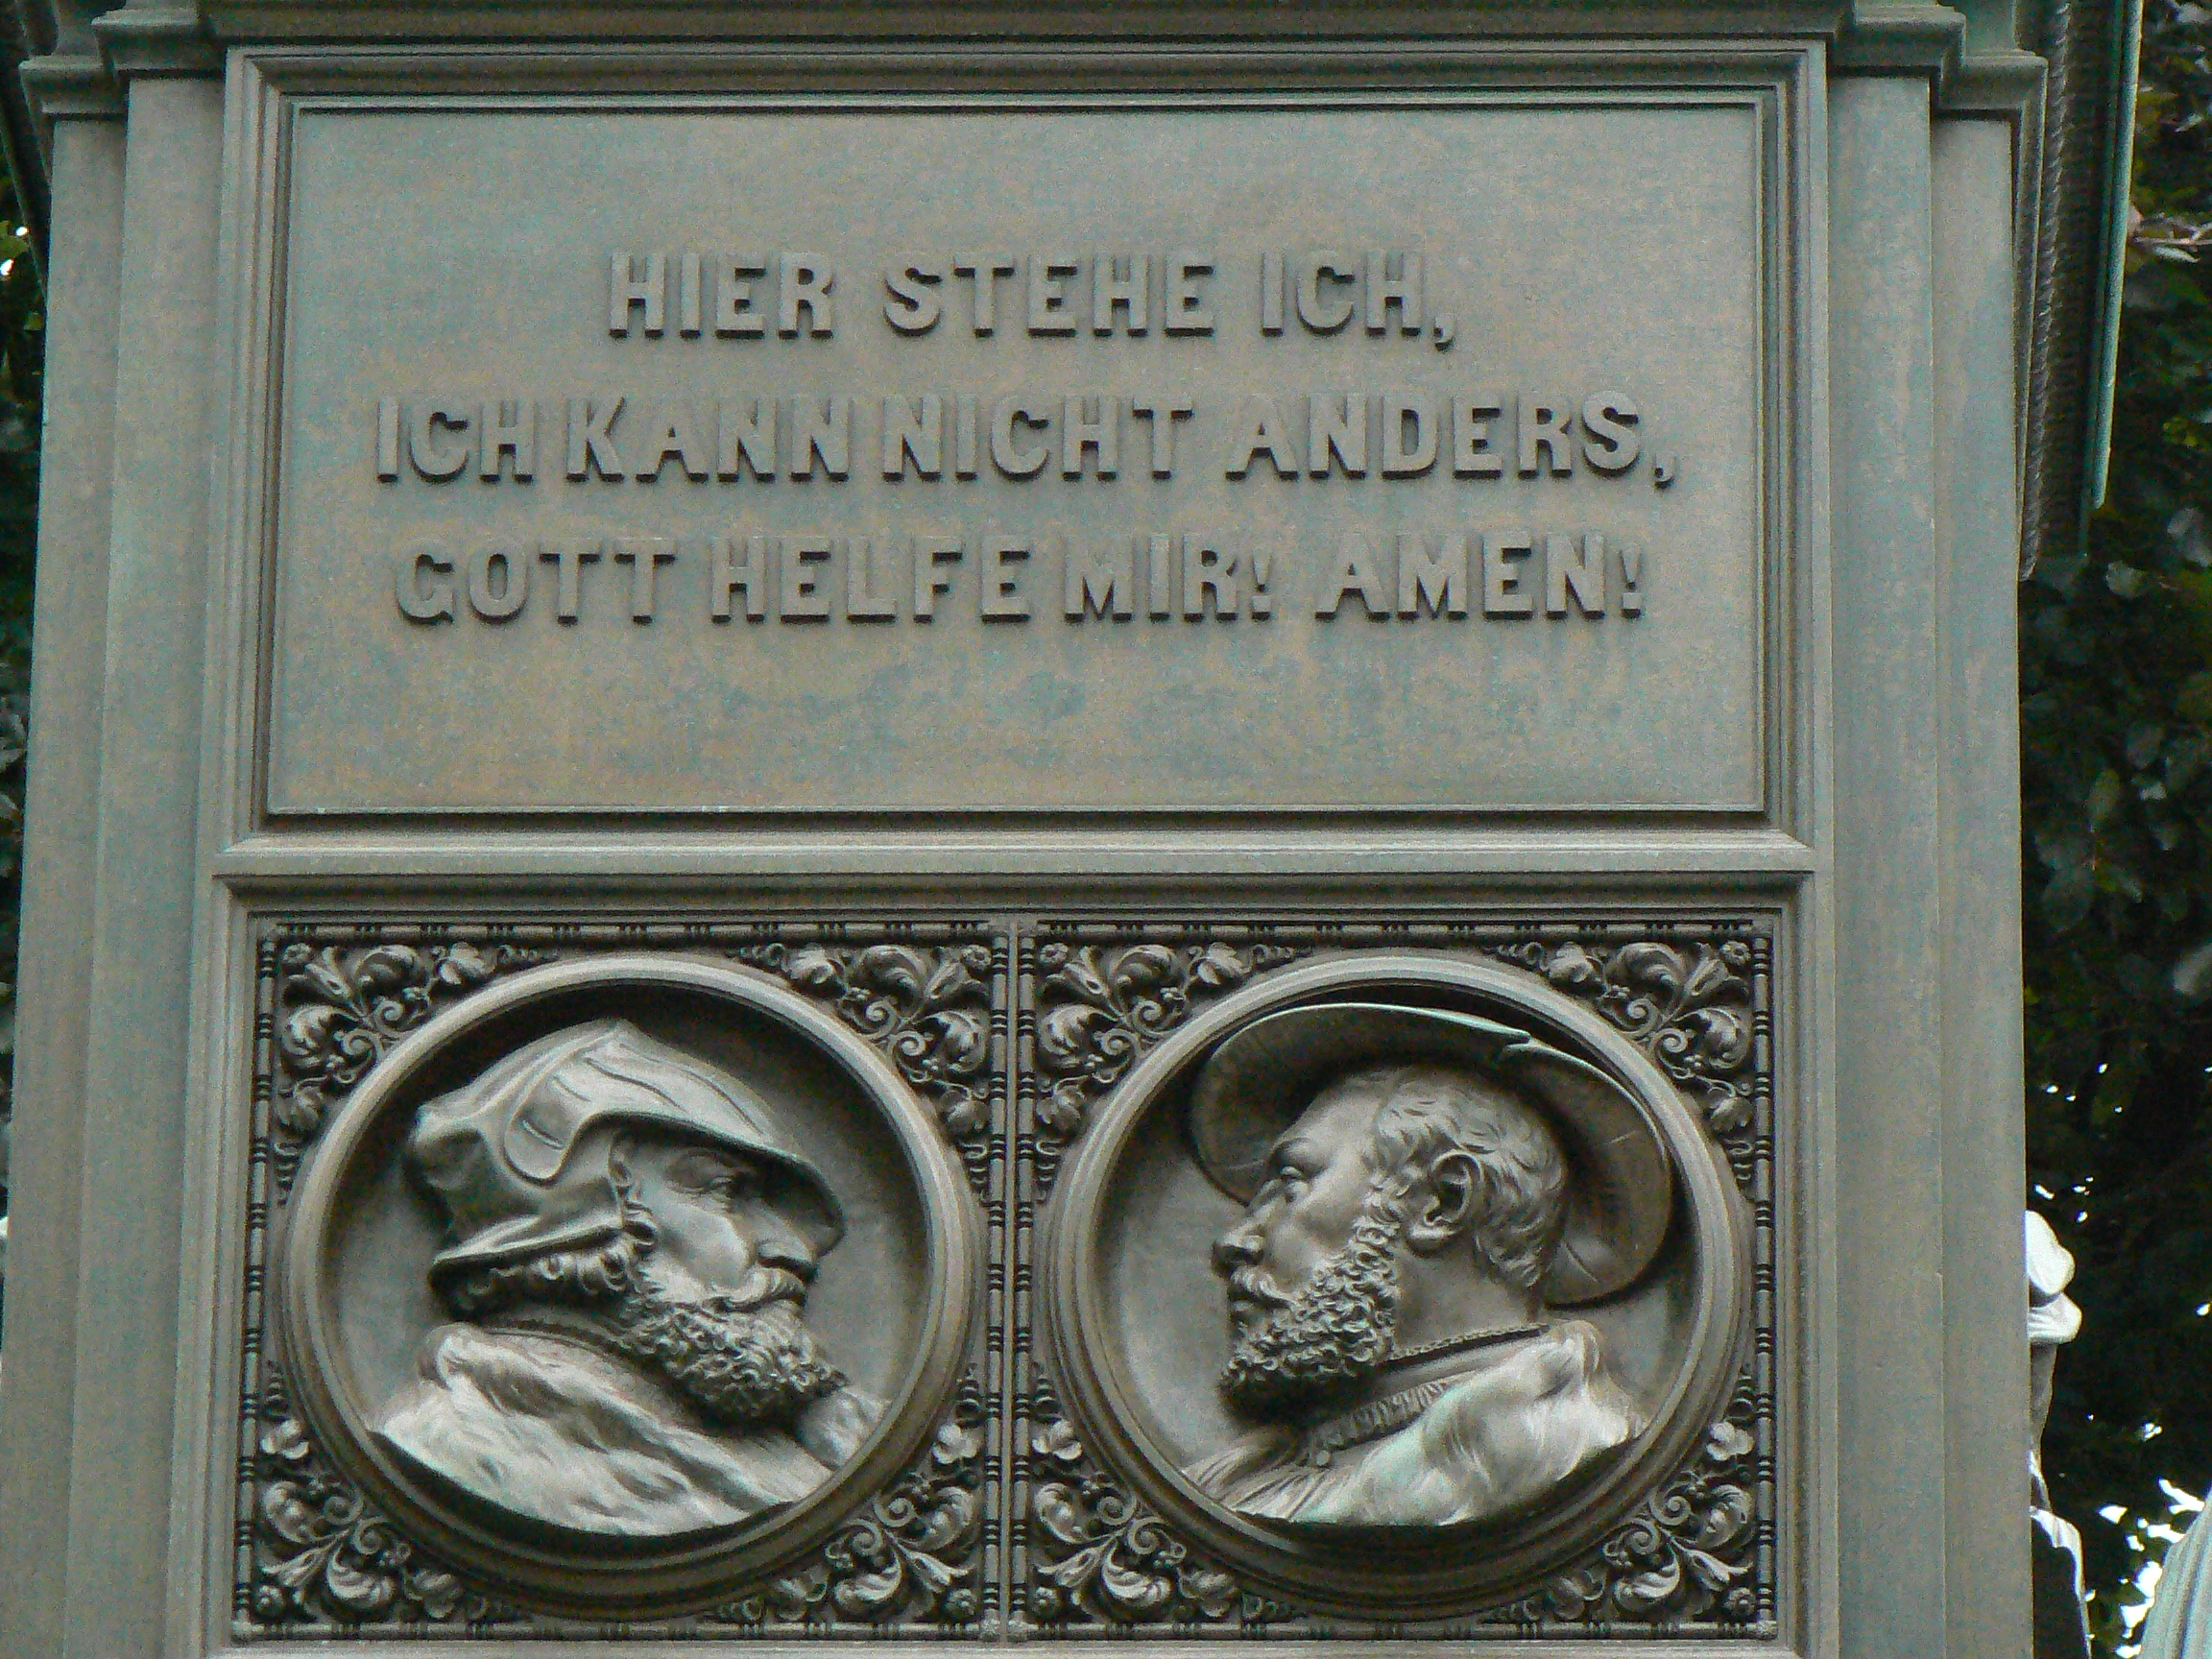 HIER STEHE ICH,
ICH KANN NICHT ANDERS,
GOTT HELFE MIR! AMEN!